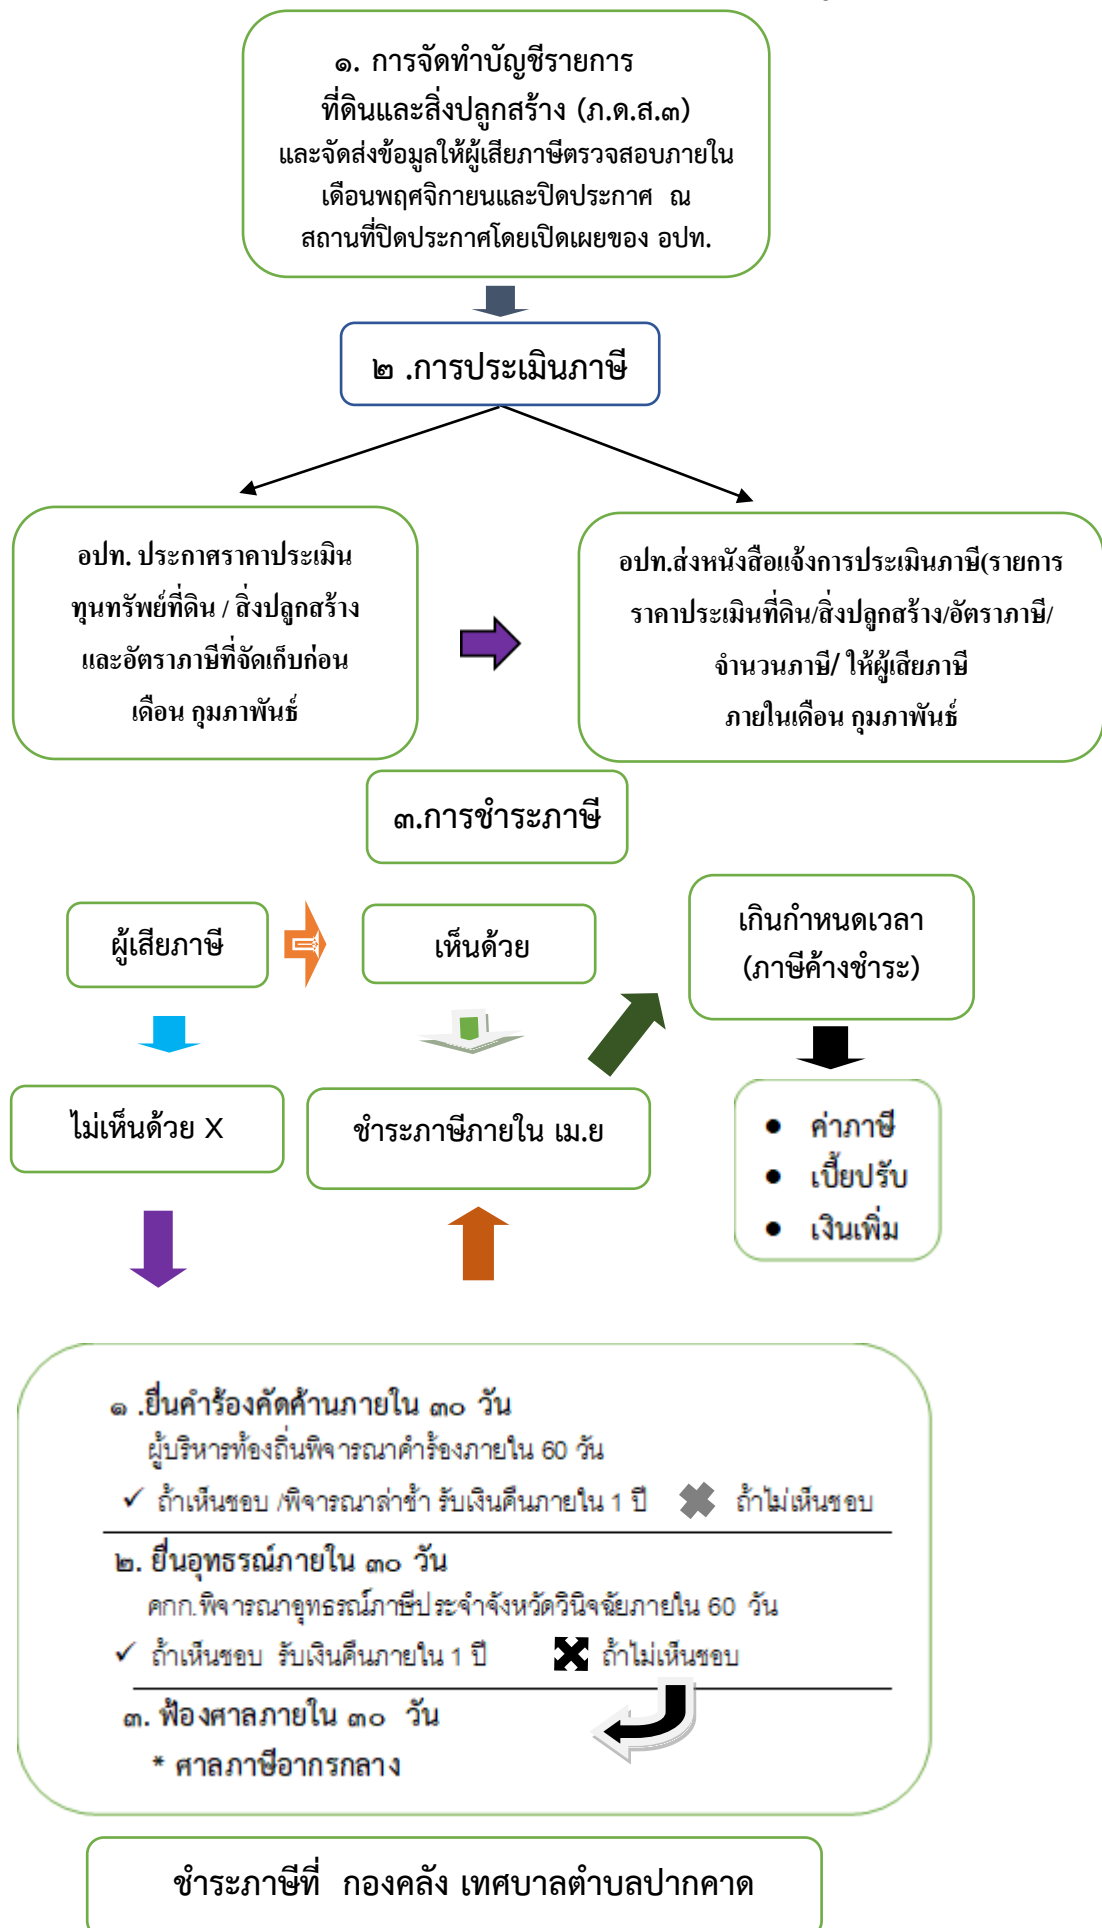 ๑. การจัดทำบัญชีรายการ
ที่ดินและสิ่งปลูกสร้าง (ภ.ด.ส.๓)
และจัดส่งข้อมูลให้ผู้เสียภาษีตรวจสอบภายใน
เดือนพฤศจิกายนและปิดประกาศ ณ
สถานที่ปิดประกาศโดยเปิดเผยของ อปท.
๒ .การประเมินภาษี
อปท. ประกาศราคาประเมิน
ทุนทรัพย์ที่ดิน / สิ่งปลูกสร้าง
และอัตราภาษีที่จัดเก็บก่อน
เดือน กุมภาพันธ์
อปท.ส่งหนังสือแจ้งการประเมินภาษี(รายการ
ราคาประเมินที่ดิน/สิ่งปลูกสร้าง/อัตราภาษี/
จำนวนภาษี/ ให้ผู้เสียภาษี
ภายในเดือน กุมภาพันธ์
๓.การชำระภาษี
ผู้เสียภาษี
เห็นด้วย
เกินกำหนดเวลา
(ภาษีค้างชำระ)
ไม่เห็นด้วย X
ชำระภาษีภายใน เม.ย
• ค่าภาษี
• เบี้ยปรับ
• เงินเพิ่ม
๑ .ยื่นคำร้องคัดค้านภายใน ๓๐ วัน
ผู้บริหารท้องถิ่นพิจารณาคำร้องภายใน 60 วัน
✓ ถ้าเห็นชอบ /พิจารณาล่าช้า รับเงินคืนภายใน 1 ปี ✖ ถ้าไม่เห็นชอบ
๒. ยื่นอุทธรณ์ภายใน ๓๐ วัน
ศกก.พิจารณาอุทธรณ์ภาษีประจำจังหวัดวินิจฉัยภายใน 60 วัน
✓ ถ้าเห็นชอบ รับเงินคืนภายใน 1 ปี ✖ ถ้าไม่เห็นชอบ
๓. ฟ้องศาลภายใน ๓๐ วัน
* ศาลภาษีอากรกลาง
ชำระภาษีที่ กองคลัง เทศบาลตำบลปากคาด